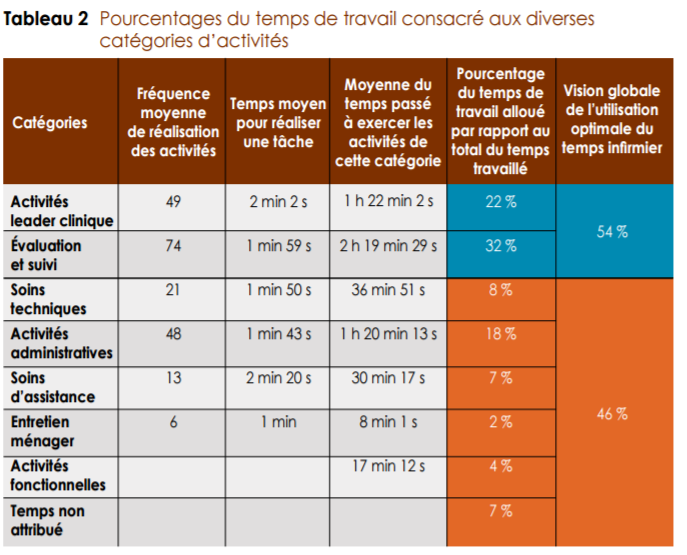 Tableau 2 Pourcentages du temps de travail consacré aux diverses
catégories d'activités
Catégories
Fréquence
moyenne
de réalisation
des activités
Temps moyen
pour réaliser
une tâche
Moyenne du
temps passé
à exercer les
activités de
cette catégorie
Pourcentage
du temps de
travail alloué
par rapport au
total du temps
travaillé
Vision globale
de l'utilisation
optimale du
temps infirmier
Activités
leader clinique
49
2 min 2 s
1 h 22 min 2 s
22 %
54 %
Évaluation
et suivi
74
1 min 59 s
2 h 19 min 29 s
32 %
Soins
techniques
21
1 min 50 s
36 min 51 s
8 %
46 %
Activités
administratives
48
1 min 43 s
1 h 20 min 13 s
18 %
Soins
d'assistance
13
2 min 20 s
30 min 17 s
7 %
Entretien
ménager
6
1 min
8 min 1 s
2 %
Activités
fonctionnelles
17 min 12 s
4 %
Temps non
attribué
7 %